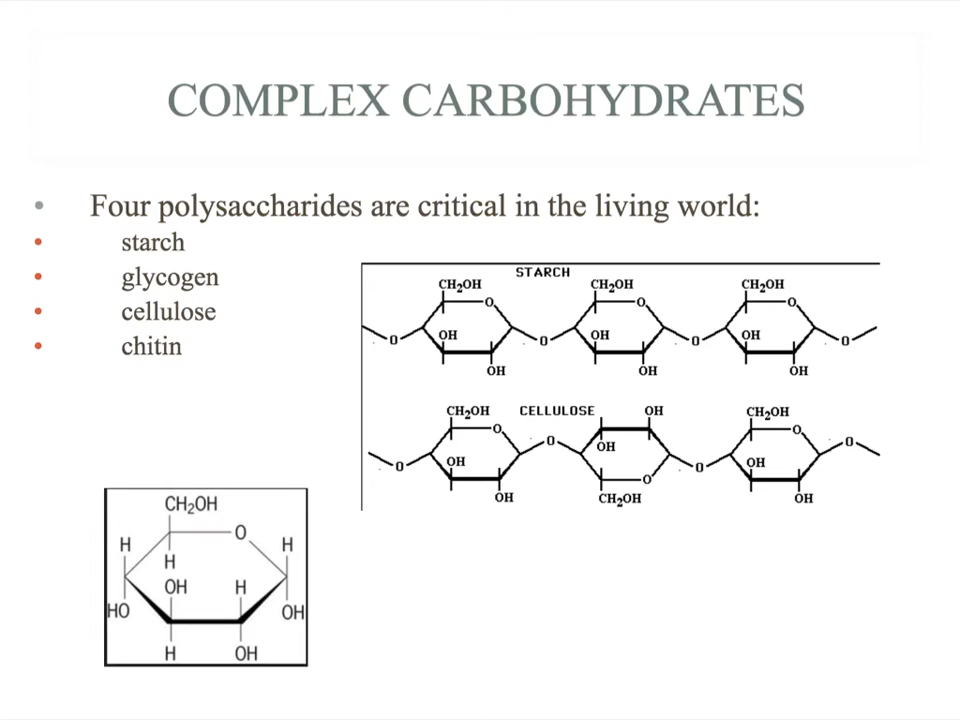 COMPLEX CARBOHYDRATES
• Four polysaccharides are critical in the living world:
• starch
• glycogen
• cellulose
• chitin
STARCH
CH₂OH CH₂OH CH₂OH
O O O
OH OH OH
O O O O
OH OH OH
CH₂OH CELLULOSE OH CH₂OH
O O O O
OH OH OH
O O O
OH CH₂OH OH
CH₂OH
O
H H
H
OH H
HO OH
H OH